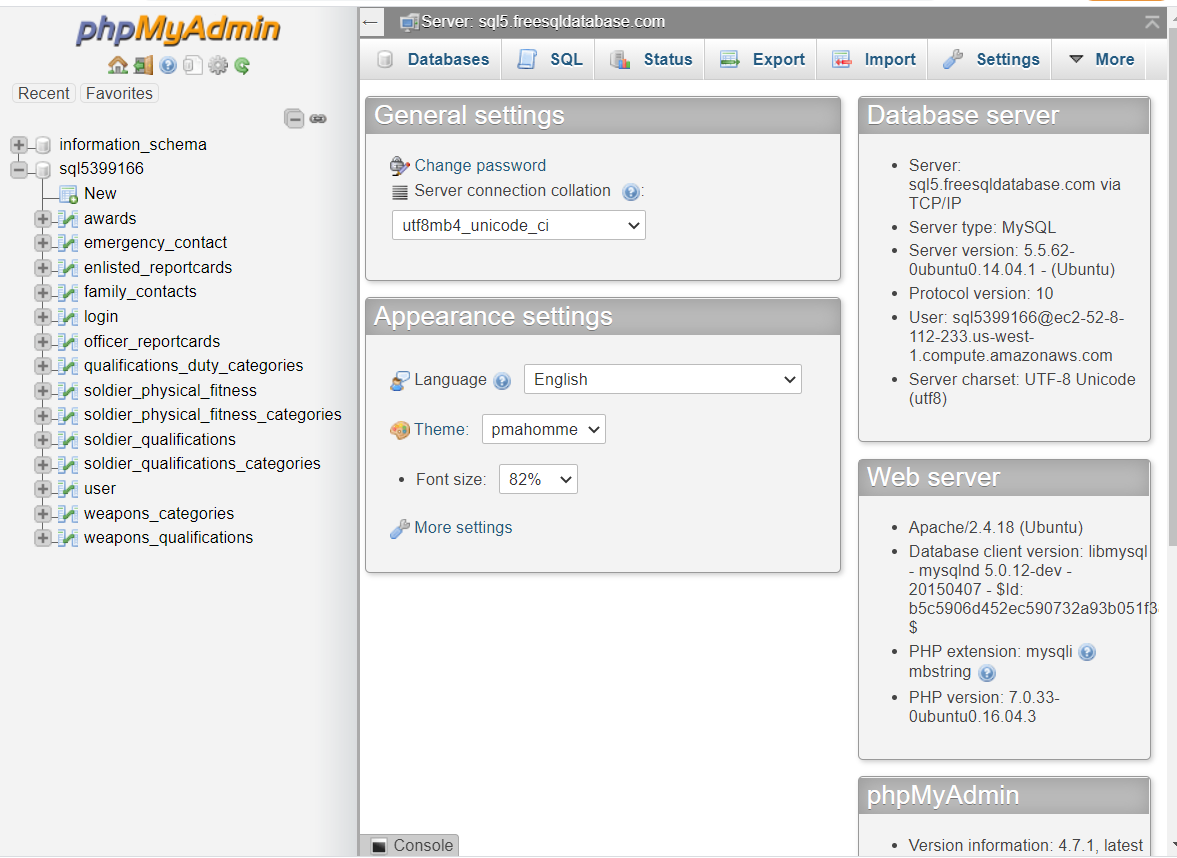 phpMyAdmin
Recent
Favorites
information_schema
sql5399166
New
awards
emergency_contact
enlisted_reportcards
family_contacts
login
officer_reportcards
qualifications_duty_categories
soldier_physical_fitness
soldier_physical_fitness_categories
soldier_qualifications
soldier_qualifications_categories
user
weapons_categories
weapons_qualifications
Server: sql5.freesqldatabase.com
Databases
SQL
Status
Export
Import
Settings
More
General settings
Change password
Server connection collation :
utf8mb4_unicode_ci
Appearance settings
Language
English
Theme:
pmahomme
• Font size:
82%
More settings
Console
Database server
• Server:
sql5.freesqldatabase.com via
TCP/IP
• Server type: MySQL
• Server version: 5.5.62-
0ubuntu0.14.04.1 - (Ubuntu)
• Protocol version: 10
• User: sql5399166@ec2-52-8-
112-233.us-west-
1.compute.amazonaws.com
• Server charset: UTF-8 Unicode
(utf8)
Web server
• Apache/2.4.18 (Ubuntu)
• Database client version: libmysql
- mysqlnd 5.0.12-dev -
20150407 - $Id:
b5c5906d452ec590732a93b051f3
$
• PHP extension: mysqli
mbstring
• PHP version: 7.0.33-
0ubuntu0.16.04.3
phpMyAdmin
• Version information: 4.7.1, latest